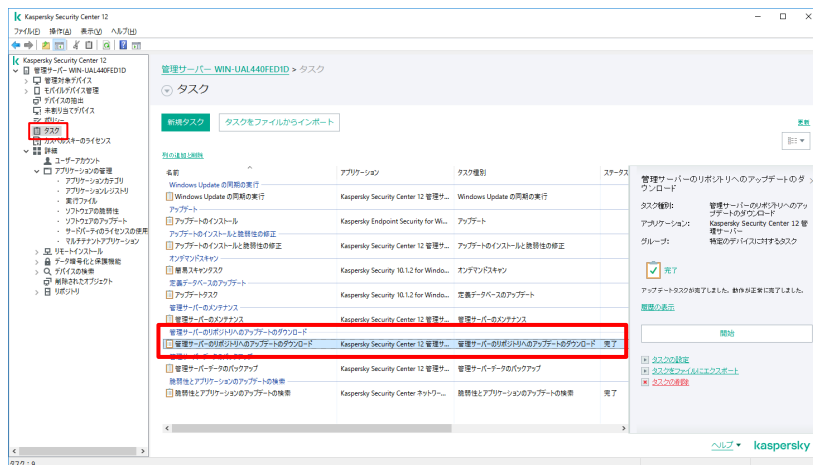 Kaspersky Security Center 12
ファイル(F) 操作(A) 表示(V) ヘルプ(H)
Kaspersky Security Center 12
管理サーバー WIN-UAL440FED1D
管理対象デバイス
モバイルデバイス管理
デバイスの抽出
未割り当てデバイス
ポリシー
タスク
カスペルスキーのライセンス
詳細
ユーザーアカウント
アプリケーションの管理
アプリケーションカテゴリ
アプリケーションレジストリ
実行ファイル
ソフトウェアの脆弱性
ソフトウェアのアップデート
サードパーティのライセンスの使用
マルチテナントアプリケーション
リモートインストール
データ暗号化と保護機能
デバイスの検索
削除されたオブジェクト
リポジトリ
管理サーバー WIN-UAL440FED1D > タスク
タスク
新規タスク タスクをファイルからインポート
更新
列の追加と削除
名前 アプリケーション タスク種別 ステータス
Windows Update の同期の実行
Windows Update の同期の実行 Kaspersky Security Center 12 管理サ... Windows Update の同期の実行
アップデート
アップデートのインストール Kaspersky Endpoint Security for Wi... アップデート
アップデートのインストールと脆弱性の修正
アップデートのインストールと脆弱性の修正 Kaspersky Security Center 12 管理サ... アップデートのインストールと脆弱性の修正
オンデマンドスキャン
簡易スキャンタスク Kaspersky Security 10.1.2 for Windo... オンデマンドスキャン
定義データベースのアップデート
アップデートタスク Kaspersky Security 10.1.2 for Windo... 定義データベースのアップデート
管理サーバーのメンテナンス
管理サーバーのメンテナンス Kaspersky Security Center 12 管理サ... 管理サーバーのメンテナンス
管理サーバーのリポジトリへのアップデートのダウンロード
管理サーバーのリポジトリへのアップデートのダウンロード Kaspersky Security Center 12 管理サ... 管理サーバーのリポジトリへのアップデートのダウンロード 完了
管理サーバーデータのバックアップ
管理サーバーデータのバックアップ Kaspersky Security Center 12 管理サ... 管理サーバーデータのバックアップ
脆弱性とアプリケーションのアップデートの検索
脆弱性とアプリケーションのアップデートの検索 Kaspersky Security Center ネットワー... 脆弱性とアプリケーションのアップデートの検索 完了
管理サーバーのリポジトリへのアップデートのダ
ウンロード
タスク種別: 管理サーバーのリポジトリへのアッ
プデートのダウンロード
アプリケーション: Kaspersky Security Center 12 管
理サーバー
グループ: 特定のデバイスに対するタスク
完了
アップデートタスクが完了しました。動作が正常に完了しました。
履歴の表示
開始
タスクの設定
タスクをファイルにエクスポート
タスクの削除
ヘルプ kaspersky
タスク: 9